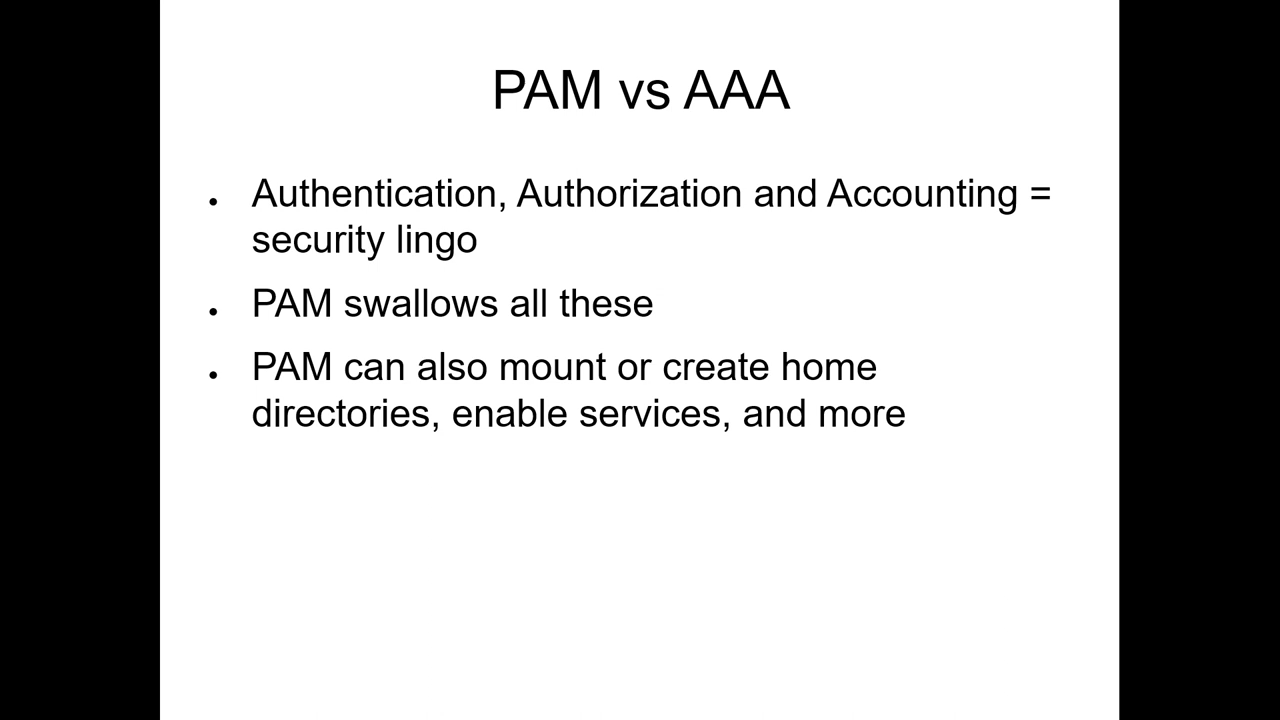 PAM vs AAA
Authentication, Authorization and Accounting =
security lingo
PAM swallows all these
PAM can also mount or create home
directories, enable services, and more